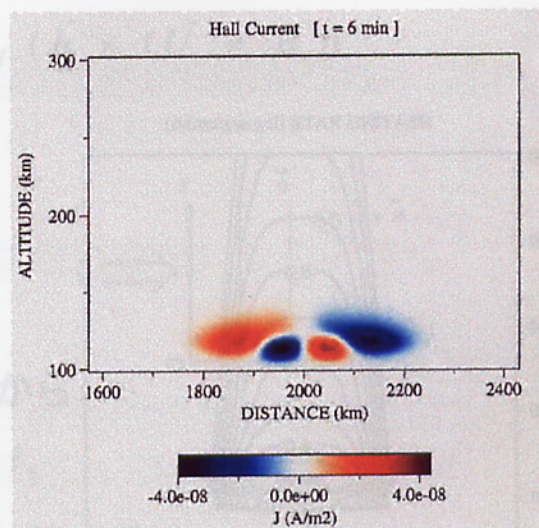 Hall Current [ t = 6 min ]
300
200
100
ALTITUDE (km)
1600 1800 2000 2200 2400
DISTANCE (km)
-4.0e-08 0.0e+00 4.0e-08
J (A/m2)